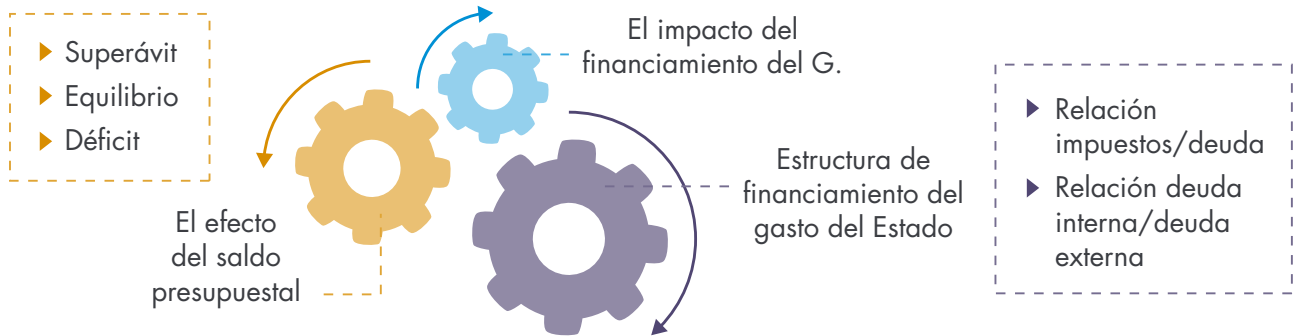 Superávit
Equilibrio
Déficit
El efecto
del saldo
presupuestal
El impacto del
financiamiento del G.
Estructura de
financiamiento del
gasto del Estado
Relación
impuestos/deuda
Relación deuda
interna/deuda
externa